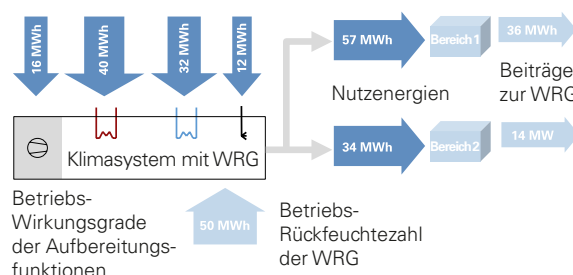 16 MWh
40 MWh
32 MWh
12 MWh
57 MWh
Bereich 1
36 MWh
Nutzenergien
Beiträge
zur WRG
Klimasystem mit WRG
34 MWh
Bereich 2
14 MW
Betriebs-
Wirkungsgrade
der Aufbereitungs-
funktionen
50 MWh
Betriebs-
Rückfeuchtezahl
der WRG